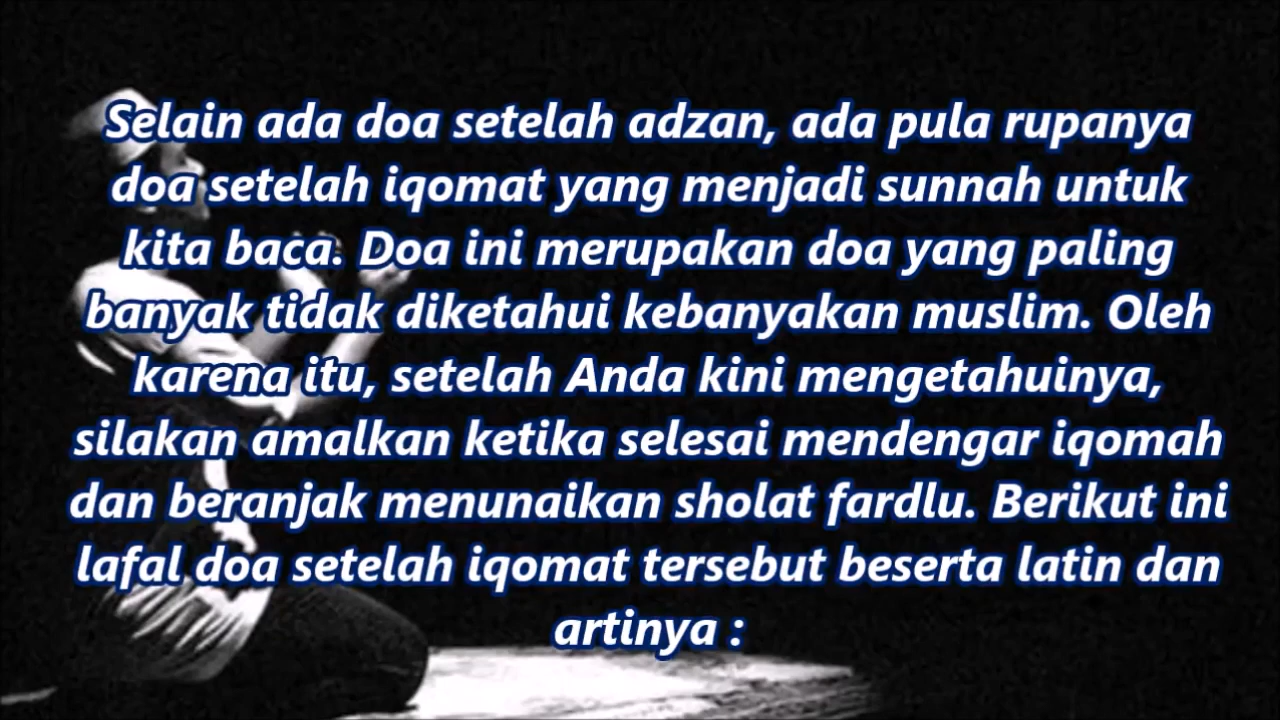 Selain ada doa setelah adzan, ada pula rupanya
doa setelah iqomat yang menjadi sunnah untuk
kita baca. Doa ini merupakan doa yang paling
banyak tidak diketahui kebanyakan muslim. Oleh
karena itu, setelah Anda kini mengetahuinya,
silakan amalkan ketika selesai mendengar iqomah
dan beranjak menunaikan sholat fardlu. Berikut ini
lafal doa setelah iqomat tersebut beserta latin dan
artinya :